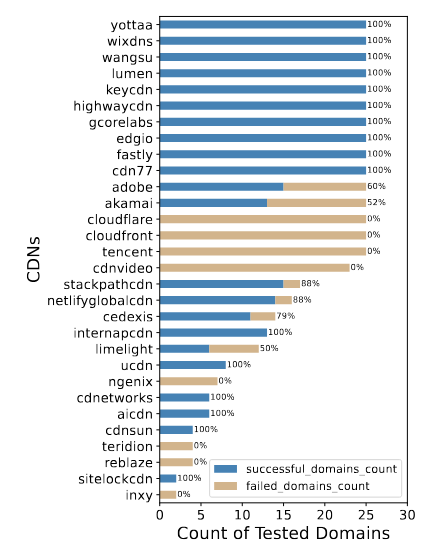 yottaa 100%
wixdns 100%
wangsu 100%
lumen 100%
keycdn 100%
highwaycdn 100%
gcorelabs 100%
edgio 100%
fastly 100%
cdn77 100%
adobe 60%
akamai 52%
cloudflare 0%
cloudfront 0%
tencent 0%
cdnvideo 0%
stackpathcdn 88%
netlifyglobalcdn 88%
cedexis 79%
internapcdn 100%
limelight 50%
ucdn 100%
ngenix 0%
cdnetworks 100%
aicdn 100%
cdnsun 100%
teridion 0%
reblaze 0%
sitelockcdn 100%
inxy 0%
CDNs
successful_domains_count
failed_domains_count
0 5 10 15 20 25 30
Count of Tested Domains